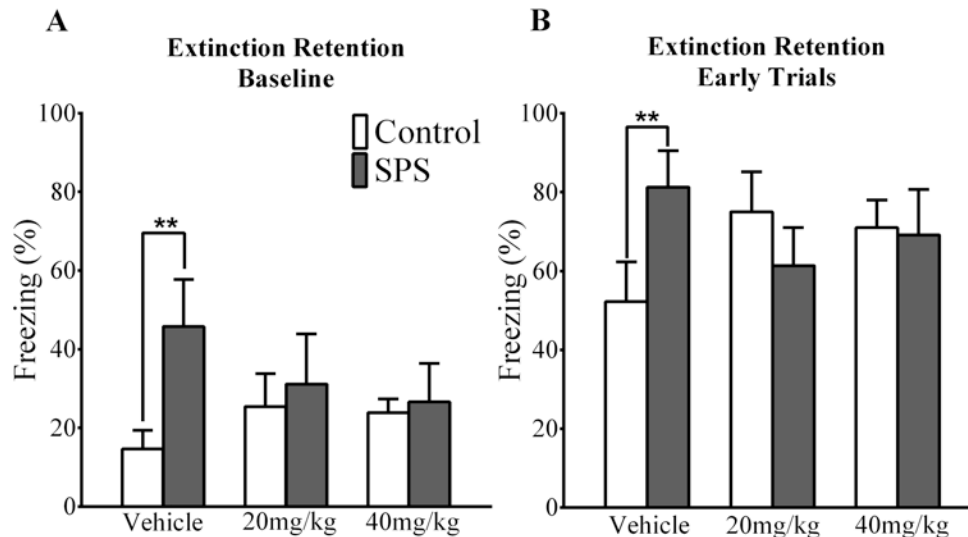 A
Extinction Retention
Baseline
Freezing (%)
100
80
60
40
20
0
Control
SPS
**
Vehicle
20mg/kg
40mg/kg
B
Extinction Retention
Early Trials
Freezing (%)
100
80
60
40
20
0
**
Vehicle
20mg/kg
40mg/kg